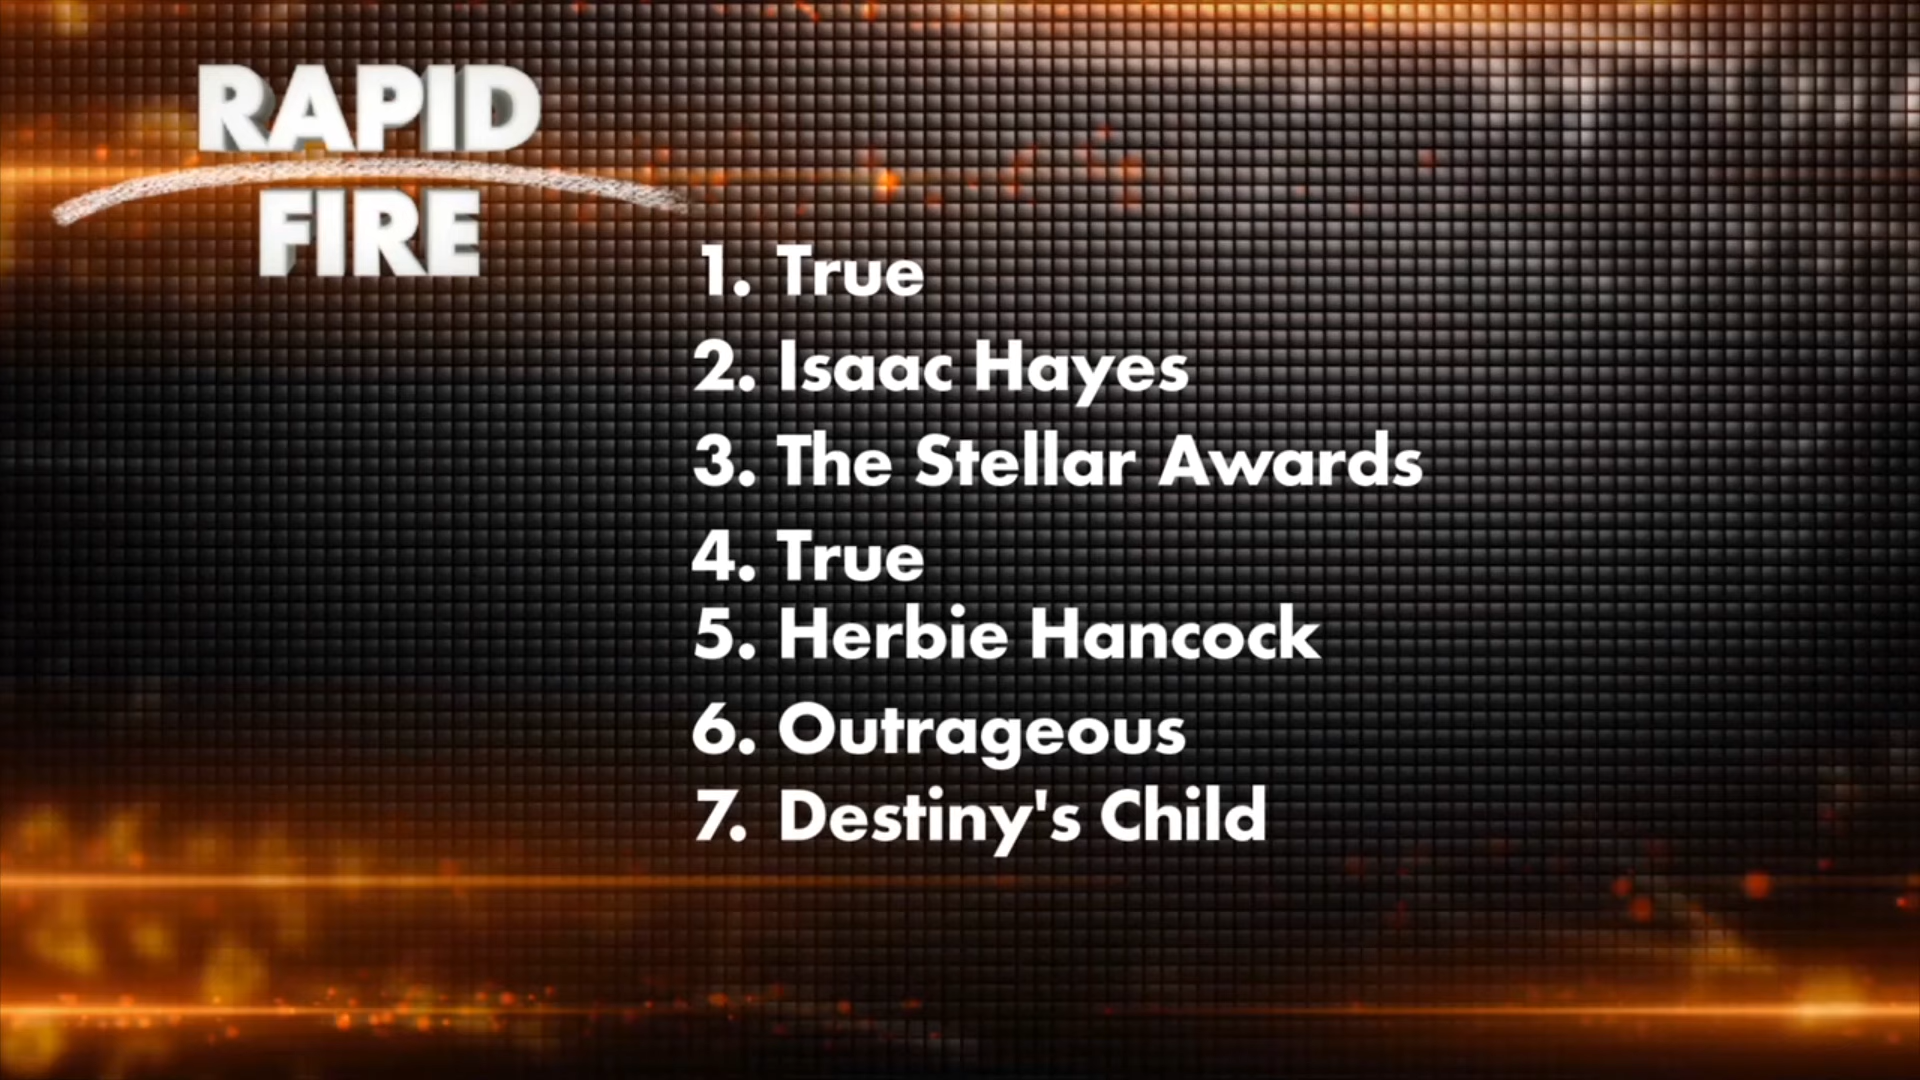 RAPID
FIRE
1. True
2. Isaac Hayes
3. The Stellar Awards
4. True
5. Herbie Hancock
6. Outrageous
7. Destiny's Child